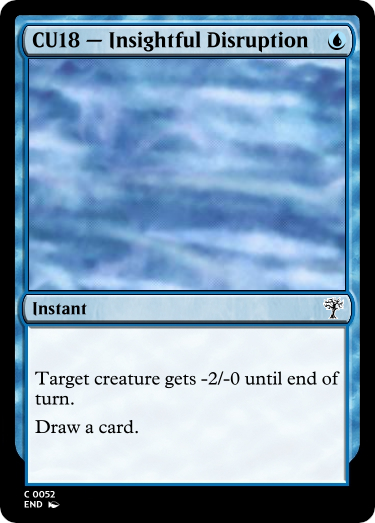 CU18 — Insightful Disruption
Instant
Target creature gets -2/-0 until end of
turn.
Draw a card.
C 0052
END